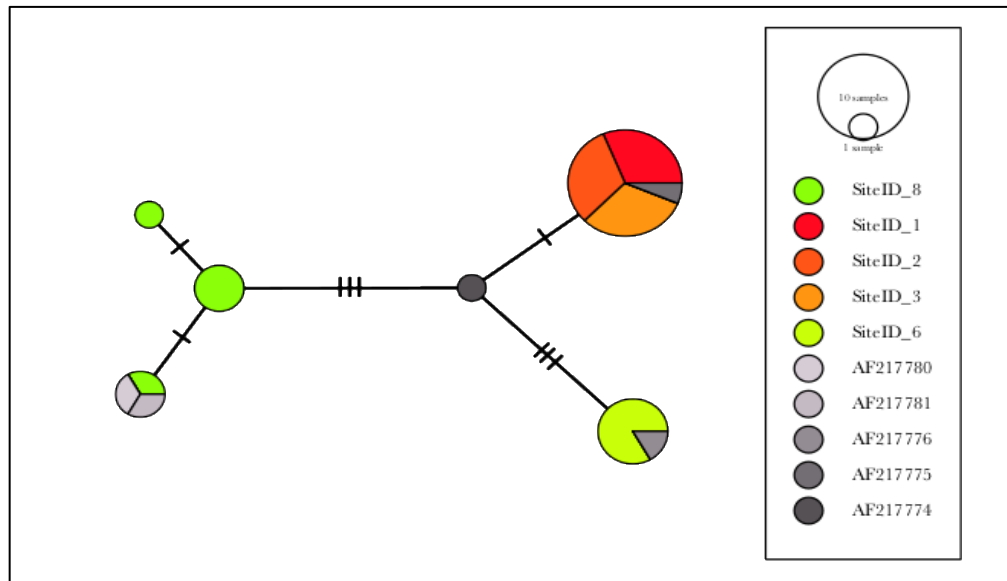 10 samples
1 sample
SiteID_8
SiteID_1
SiteID_2
SiteID_3
SiteID_6
AF217780
AF217781
AF217776
AF217775
AF217774